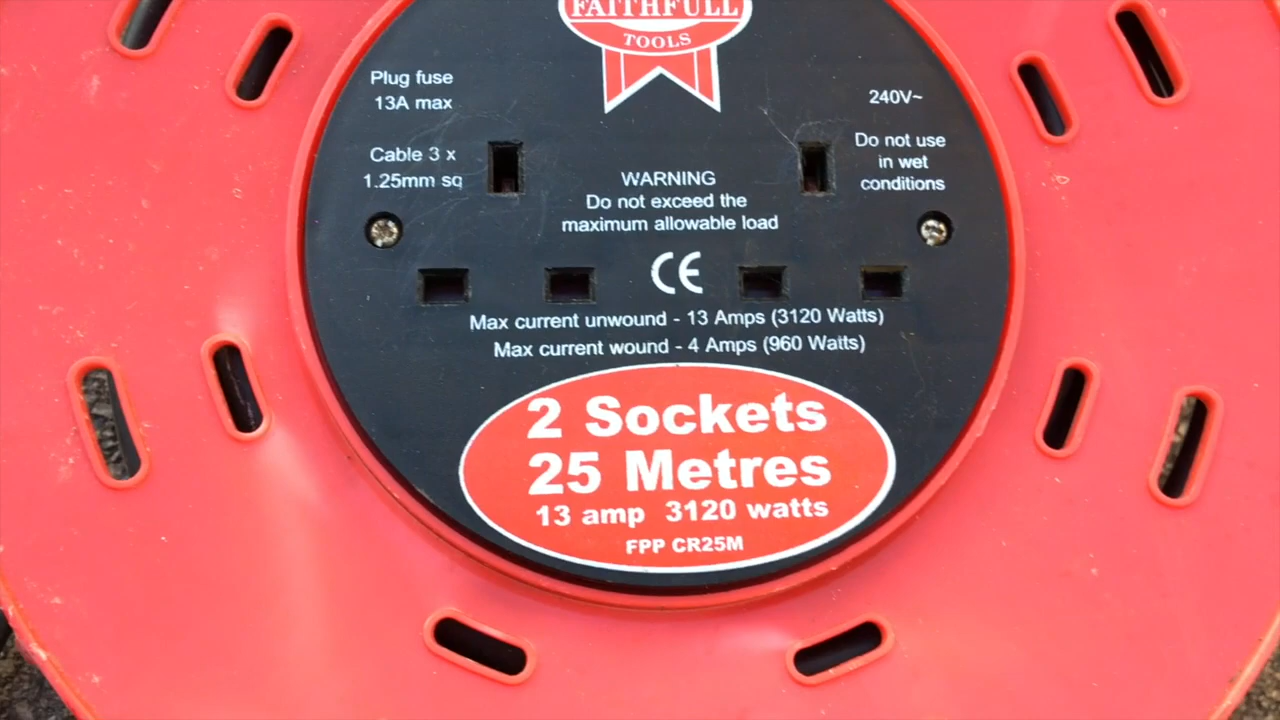 FAITHFULL
TOOLS
Plug fuse
13A max
Cable 3 x
1.25mm sq
240V~
Do not use
in wet
conditions
WARNING
Do not exceed the
maximum allowable load
CE
Max current unwound - 13 Amps (3120 Watts)
Max current wound - 4 Amps (960 Watts)
2 Sockets
25 Metres
13 amp 3120 watts
FPP CR25M